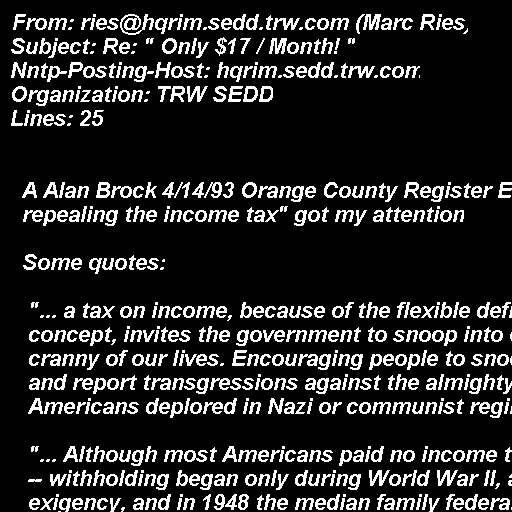 From: ries@hqrim.sedd.trw.com (Marc Ries)
Subject: Re: " Only $17 / Month! "
Nntp-Posting-Host: hqrim.sedd.trw.com
Organization: TRW SEDD
Lines: 25
A Alan Brock 4/14/93 Orange County Register E
repealing the income tax" got my attention
Some quotes:
"... a tax on income, because of the flexible
concept, invites the government to snoop into
cranny of our lives. Encouraging people to
and report transgressions against the almighty
Americans deplored in Nazi or communist
"... Although most Americans paid no income
-- withholding began only during World War II,
exigency, and in 1948 the median family